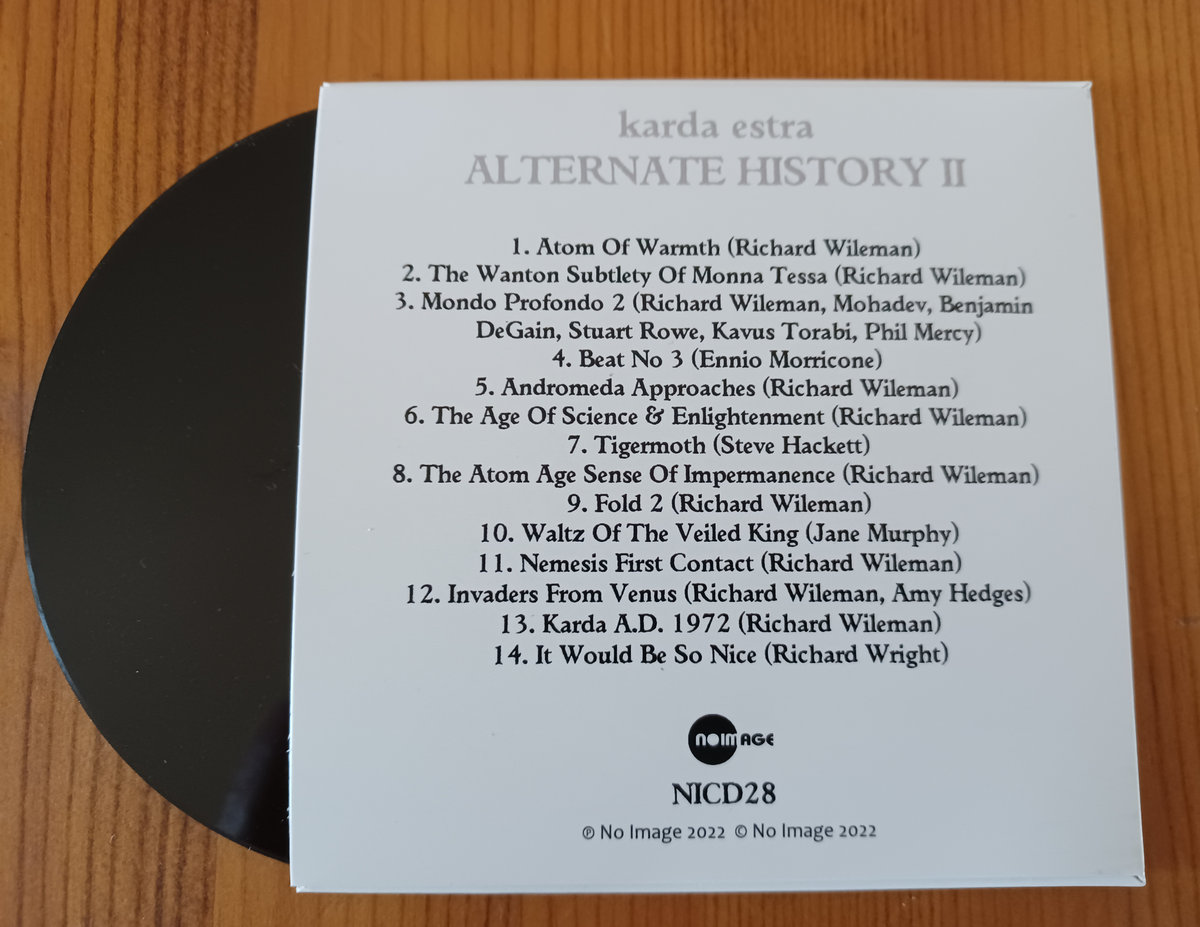 karda estra
ALTERNATE HISTORY II
1. Atom Of Warmth (Richard Wileman)
2. The Wanton Subtlety Of Monna Tessa (Richard Wileman)
3. Mondo Profondo 2 (Richard Wileman, Mohadev, Benjamin
DeGain, Stuart Rowe, Kavus Torabi, Phil Mercy)
4. Beat No 3 (Ennio Morricone)
5. Andromeda Approaches (Richard Wileman)
6. The Age Of Science & Enlightenment (Richard Wileman)
7. Tigermoth (Steve Hackett)
8. The Atom Age Sense Of Impermanence (Richard Wileman)
9. Fold 2 (Richard Wileman)
10. Waltz Of The Veiled King (Jane Murphy)
11. Nemesis First Contact (Richard Wileman)
12. Invaders From Venus (Richard Wileman, Amy Hedges)
13. Karda A.D. 1972 (Richard Wileman)
14. It Would Be So Nice (Richard Wright)
NOIMAGE
NICD28
℗ No Image 2022 © No Image 2022